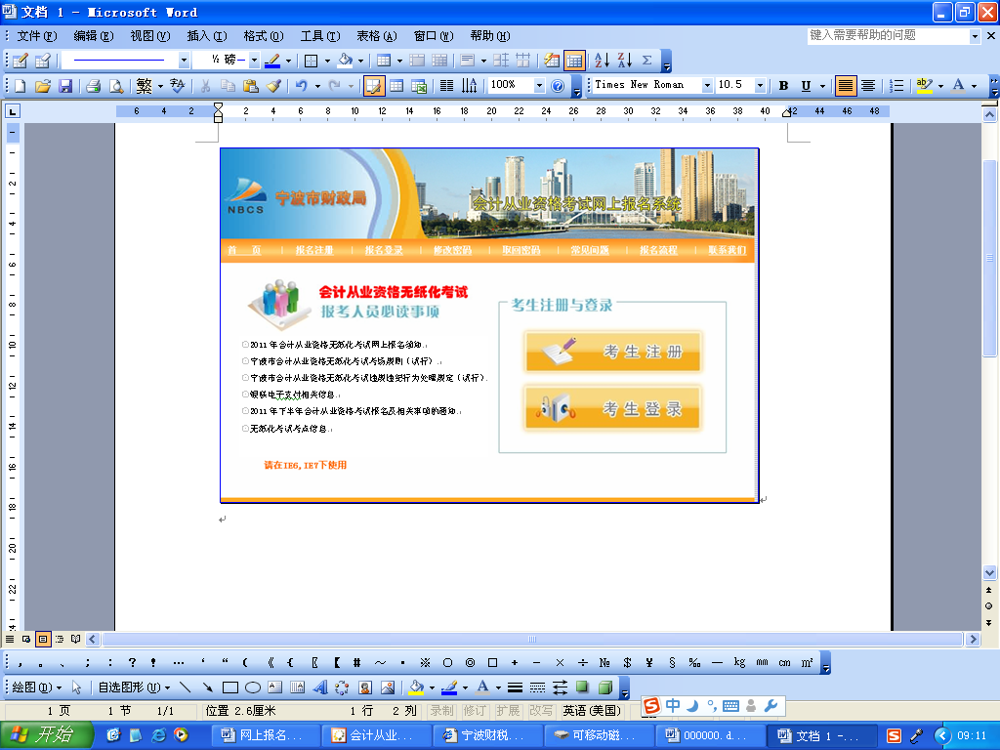 文档 1 - Microsoft Word
文件(F) 编辑(E) 视图(V) 插入(I) 格式(O) 工具(T) 表格(A) 窗口(W) 帮助(H) 键入需要帮助的问题
½ 磅
繁 100% Times New Roman 10.5 B U A
6 4 2 2 4 6 8 10 12 14 16 18 20 22 24 26 28 30 32 34 36 38 40 42 44 46 48
2 4 6 8 10 12 14 16 18 20 22 24
NBCS 宁波市财政局
会计从业资格考试网上报名系统
首 页 | 报名注册 | 报名登录 | 修改密码 | 取回密码 | 常见问题 | 报名流程 | 联系我们
会计从业资格无纸化考试
报考人员必读事项
2011 年会计从业资格无纸化考试网上报名须知
宁波市会计从业资格无纸化考试考场规则（试行）
宁波市会计从业资格无纸化考试违规违纪行为处理规定（试行）
银联电子支付相关信息
2011 年下半年会计从业资格考试报名及相关事项的通知
无纸化考试考点信息
请在IE6,IE7下使用
考生注册与登录
考生注册
考生登录
， 。 、 ； ： ？ ！ … ‘ “ （ 《 { 〖 【 # ～ · ※ ○ ◎ □ + - × ÷ № $ ¥ § ‰ — kg mm cm m²
绘图(D) 自选图形(U)
1 页 1 节 1/1 位置 2.6厘米 1 行 2 列 录制 修订 扩展 改写 英语(美国)
中
开始 网上报名... 会计从业... 宁波财税... 可移动磁... 000000.d... 文档 1 -... 09:11